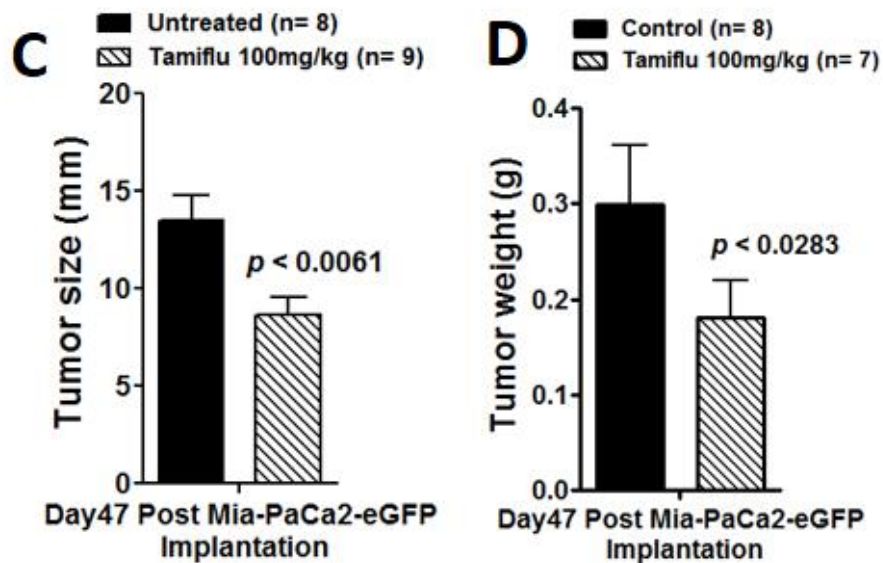 C
Untreated (n= 8)
Tamiflu 100mg/kg (n= 9)
Tumor size (mm)
20
15
10
5
0
p < 0.0061
Day47 Post Mia-PaCa2-eGFP
Implantation
D
Control (n= 8)
Tamiflu 100mg/kg (n= 7)
Tumor weight (g)
0.4
0.3
0.2
0.1
0.0
p < 0.0283
Day47 Post Mia-PaCa2-eGFP
Implantation